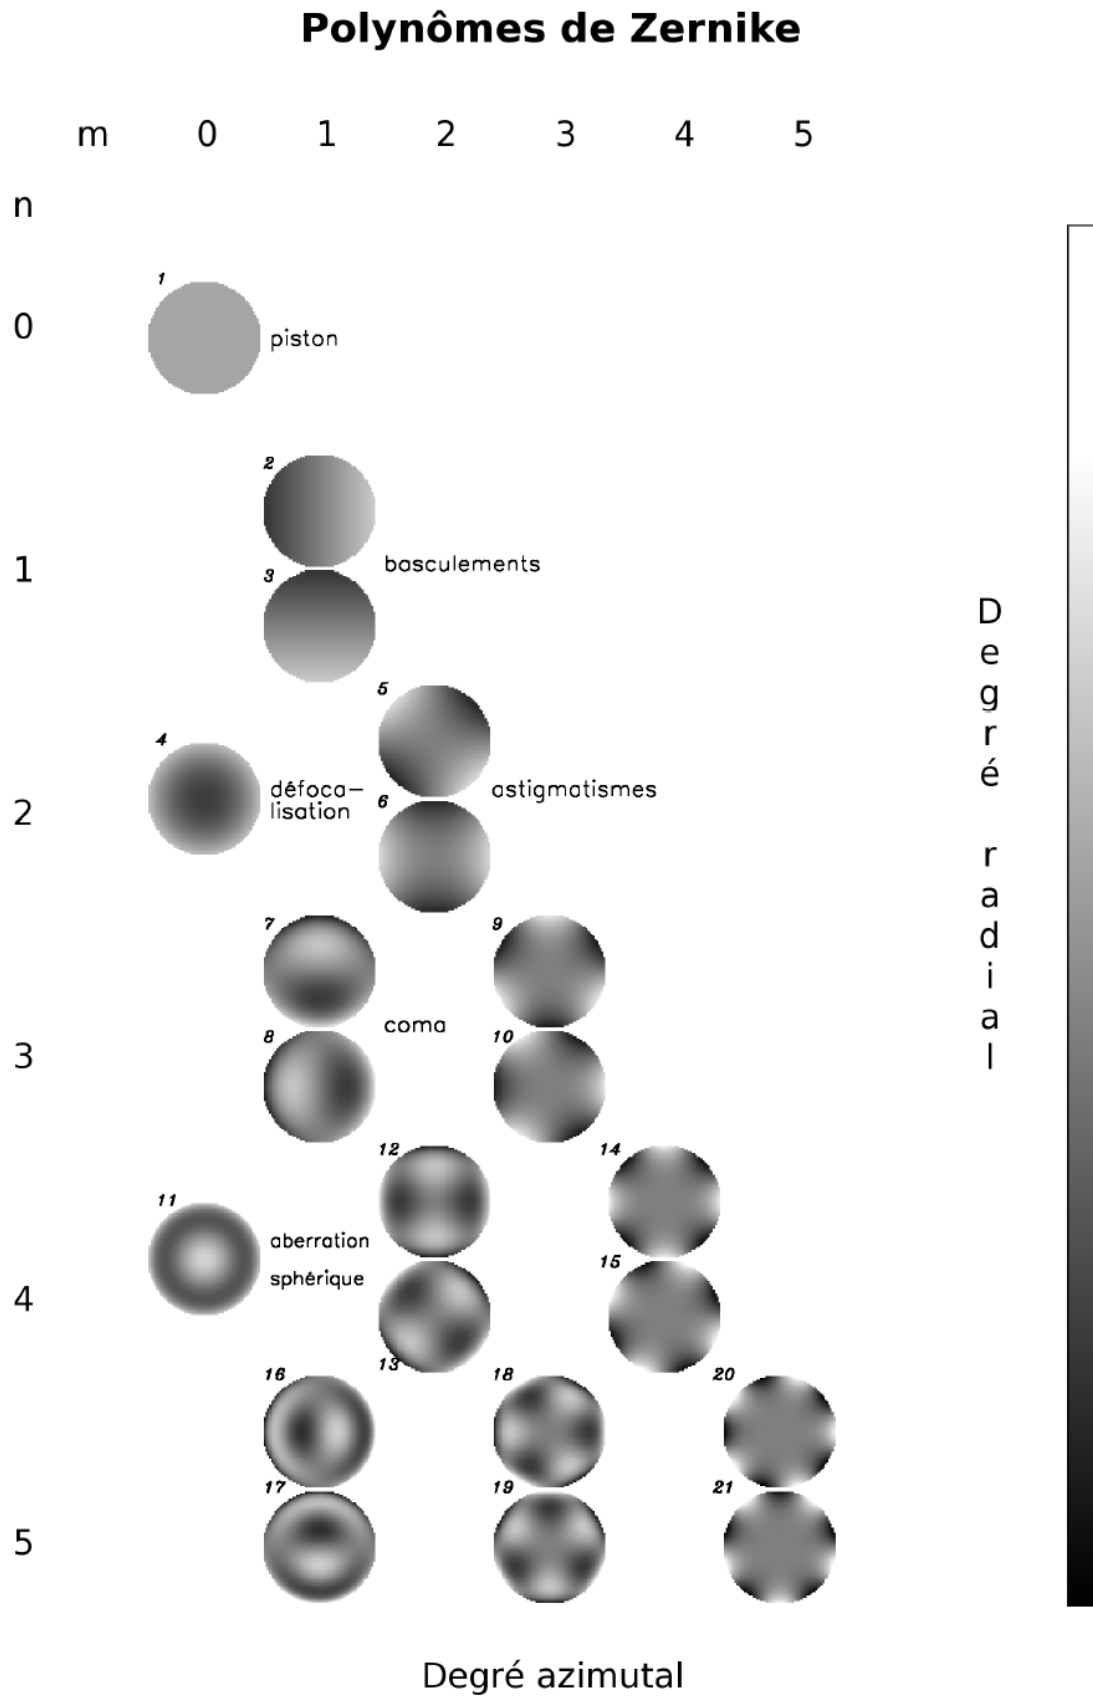 Polynômes de Zernike
m 0 1 2 3 4 5
n
1
0
piston
2
1
basculements
3
5
4
2
défoca-
lisation
astigmatismes
6
7
9
coma
8
10
3
12
14
11
aberration
sphérique
15
4
13
16
18
20
17
19
21
5
Degré radial
Degré azimutal